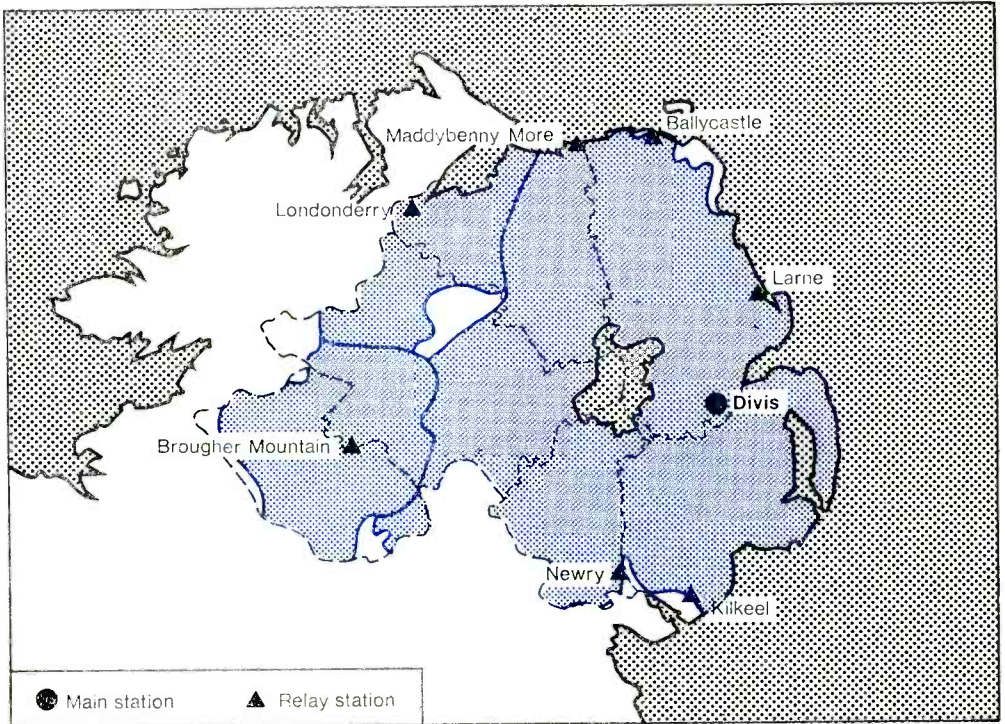 Ballycastle
Maddybenny More
Londonderry
Larne
Divis
Brougher Mountain
Newry
Kilkeel
Main station
Relay station